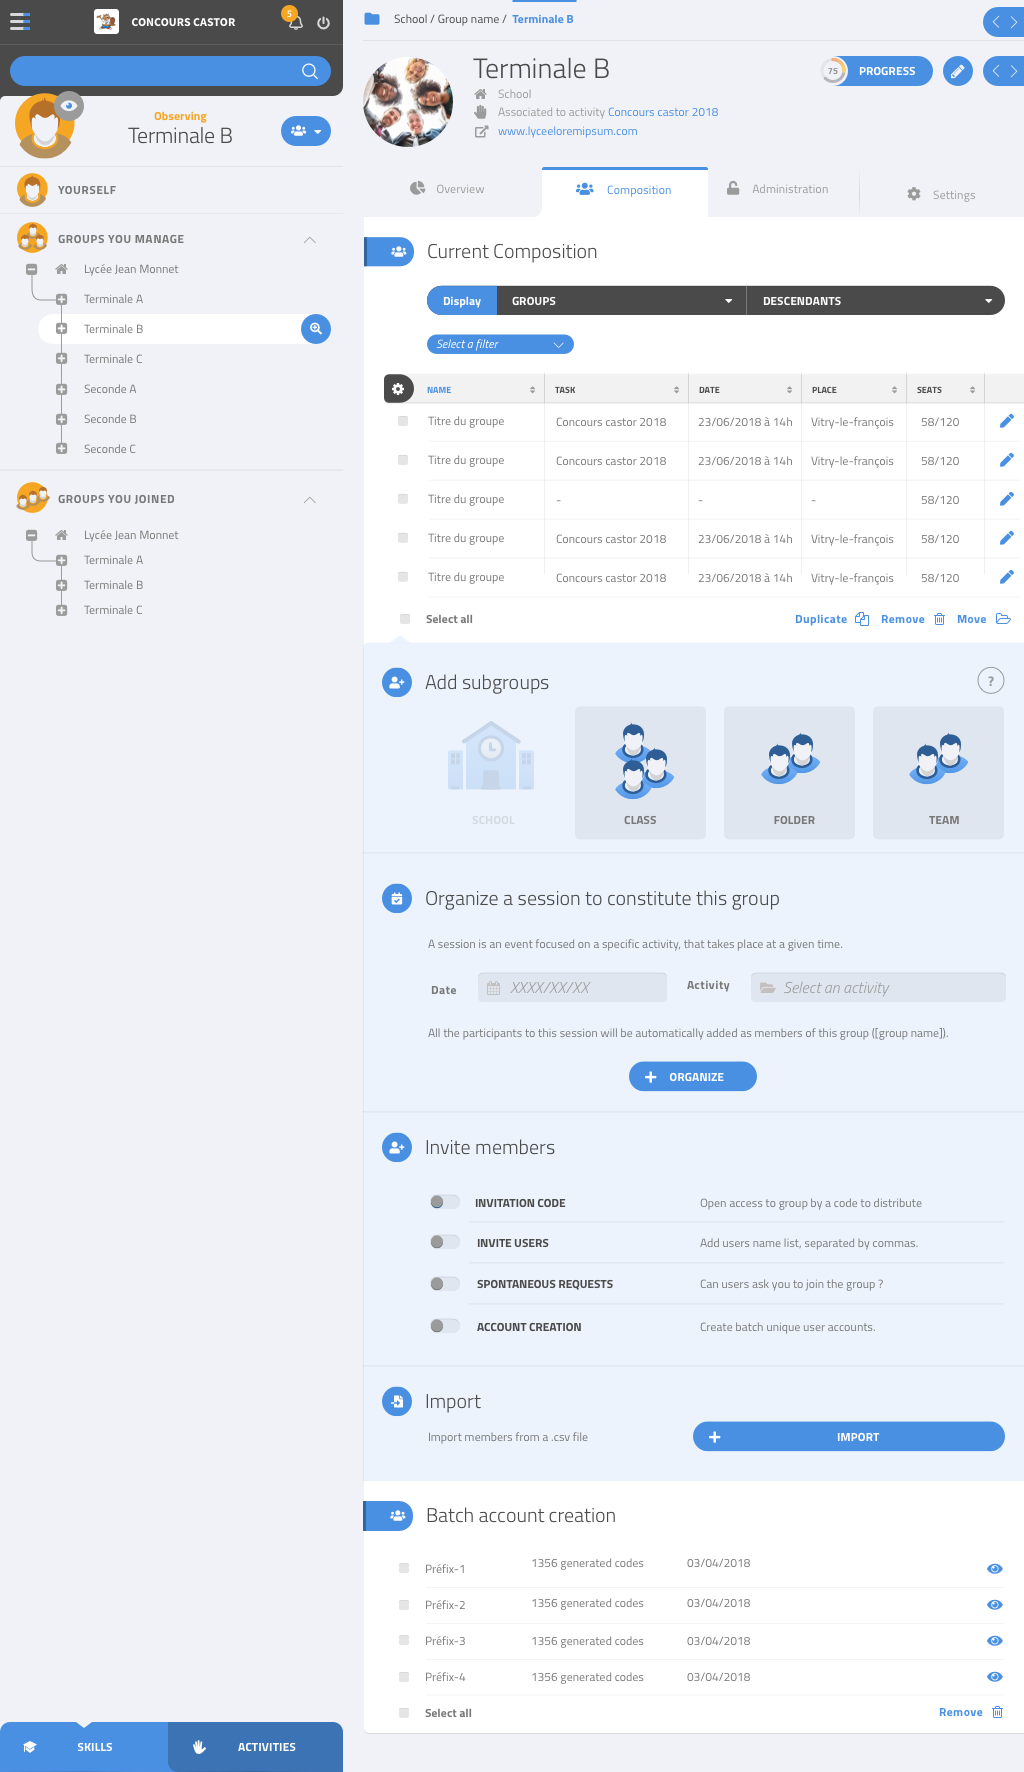 CONCOURS CASTOR
5
Observing
Terminale B
YOURSELF
GROUPS YOU MANAGE
Lycée Jean Monnet
Terminale A
Terminale B
Terminale C
Seconde A
Seconde B
Seconde C
GROUPS YOU JOINED
Lycée Jean Monnet
Terminale A
Terminale B
Terminale C
SKILLS
ACTIVITIES
School / Group name / Terminale B
Terminale B
School
Associated to activity Concours castor 2018
www.lyceeloremipsum.com
75
PROGRESS
Overview
Composition
Administration
Settings
Current Composition
Display GROUPS DESCENDANTS
Select a filter
NAME TASK DATE PLACE SEATS
Titre du groupe Concours castor 2018 23/06/2018 à 14h Vitry-le-françois 58/120
Titre du groupe Concours castor 2018 23/06/2018 à 14h Vitry-le-françois 58/120
Titre du groupe - - - 58/120
Titre du groupe Concours castor 2018 23/06/2018 à 14h Vitry-le-françois 58/120
Titre du groupe Concours castor 2018 23/06/2018 à 14h Vitry-le-françois 58/120
Select all Duplicate Remove Move
Add subgroups ?
SCHOOL CLASS FOLDER TEAM
Organize a session to constitute this group
A session is an event focused on a specific activity, that takes place at a given time.
Date XXXX/XX/XX Activity Select an activity
All the participants to this session will be automatically added as members of this group ([group name]).
ORGANIZE
Invite members
INVITATION CODE Open access to group by a code to distribute
INVITE USERS Add users name list, separated by commas.
SPONTANEOUS REQUESTS Can users ask you to join the group ?
ACCOUNT CREATION Create batch unique user accounts.
Import
Import members from a .csv file IMPORT
Batch account creation
Préfix-1 1356 generated codes 03/04/2018
Préfix-2 1356 generated codes 03/04/2018
Préfix-3 1356 generated codes 03/04/2018
Préfix-4 1356 generated codes 03/04/2018
Select all Remove